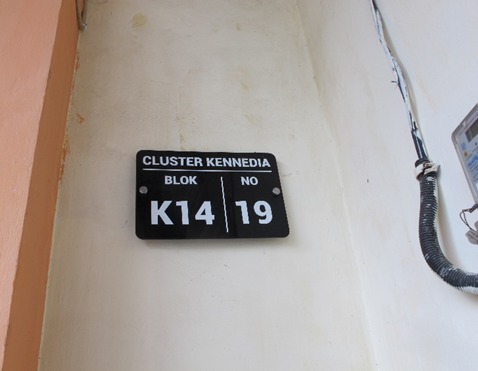 CLUSTER KENNEDIA
BLOK NO
K14 19